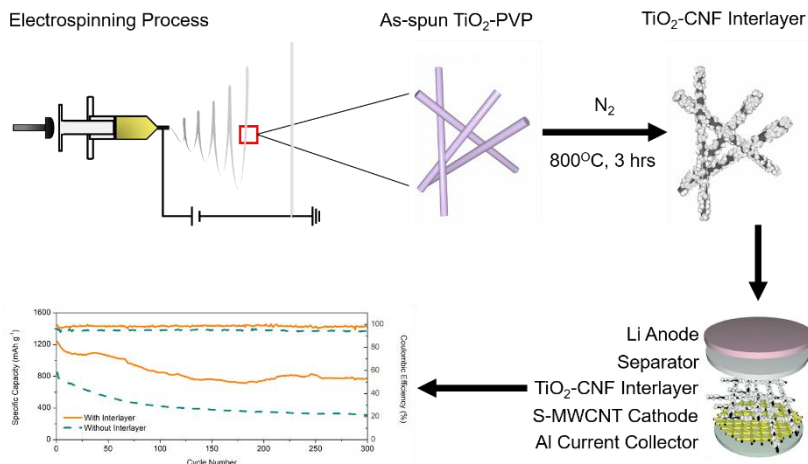 Electrospinning Process
As-spun TiO₂-PVP
TiO₂-CNF Interlayer
N₂
800ᴼC, 3 hrs
Li Anode
Separator
TiO₂-CNF Interlayer
S-MWCNT Cathode
Al Current Collector
Specific Capacity (mAh g⁻¹)
1600
1200
800
400
0
With Interlayer
Without Interlayer
100
80
60
40
20
0
Coulombic Efficiency (%)
0 50 100 150 200 250 300
Cycle Number